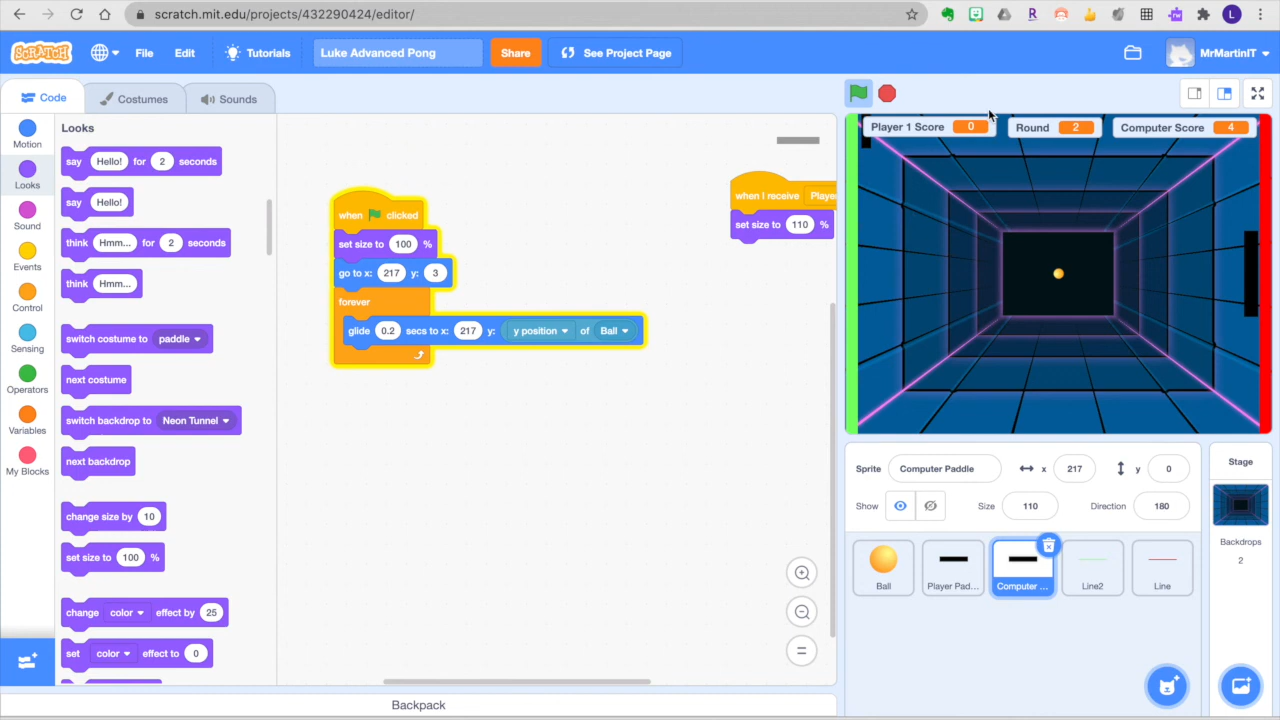 scratch.mit.edu/projects/432290424/editor/
SCRATCH File Edit Tutorials Luke Advanced Pong Share See Project Page MrMartinIT
Code Costumes Sounds
Motion
Looks
Sound
Events
Control
Sensing
Operators
Variables
My Blocks
Looks
say Hello! for 2 seconds
say Hello!
think Hmm... for 2 seconds
think Hmm...
switch costume to paddle
next costume
switch backdrop to Neon Tunnel
next backdrop
change size by 10
set size to 100 %
change color effect by 25
set color effect to 0
when clicked
set size to 100 %
go to x: 217 y: 3
forever
glide 0.2 secs to x: 217 y: y position of Ball
when I receive Player
set size to 110 %
Player 1 Score 0 Round 2 Computer Score 4
Sprite Computer Paddle x 217 y 0
Show Size 110 Direction 180
Ball Player Pad... Computer ... Line2 Line
Stage
Backdrops
2
Backpack